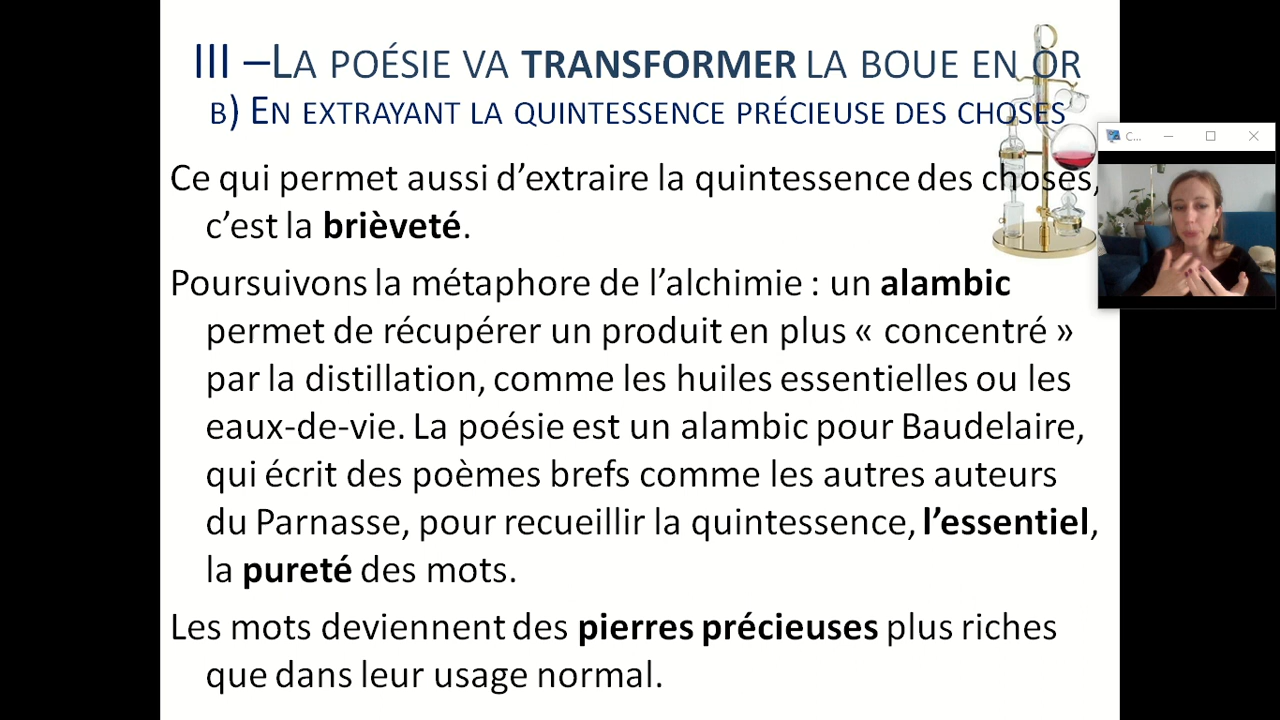 III –LA POÉSIE VA TRANSFORMER LA BOUE EN OR
B) EN EXTRAYANT LA QUINTESSENCE PRÉCIEUSE DES CHOSES
Ce qui permet aussi d’extraire la quintessence des choses,
c’est la brièveté.
Poursuivons la métaphore de l’alchimie : un alambic
permet de récupérer un produit en plus « concentré »
par la distillation, comme les huiles essentielles ou les
eaux-de-vie. La poésie est un alambic pour Baudelaire,
qui écrit des poèmes brefs comme les autres auteurs
du Parnasse, pour recueillir la quintessence, l’essentiel,
la pureté des mots.
Les mots deviennent des pierres précieuses plus riches
que dans leur usage normal.
C...